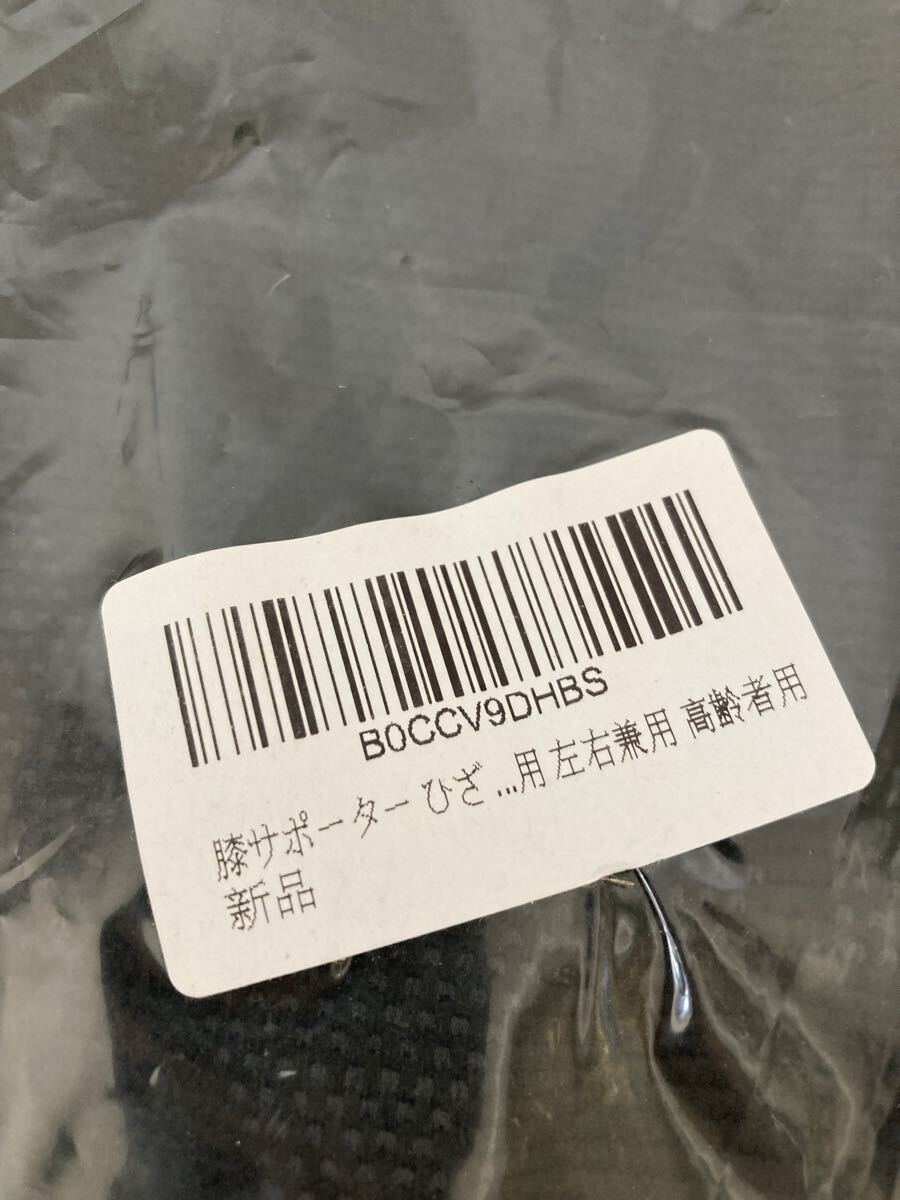 B0CCV9DHBS
膝サポーター ひざ ...用 左右兼用 高齢者用
新品